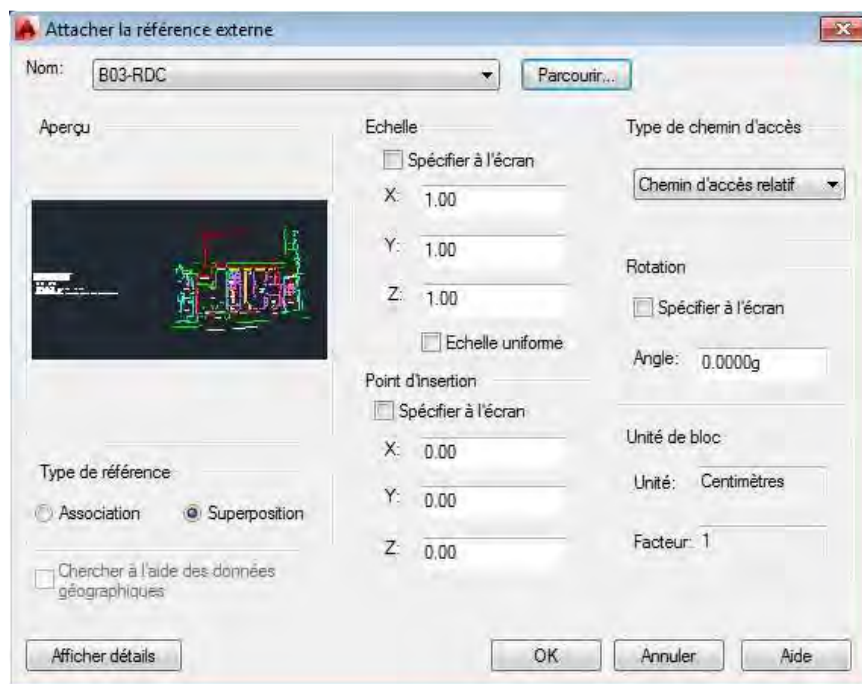 Attacher la référence externe
Nom:
B03-RDC
Parcourir...
Aperçu
Type de référence
Association
Superposition
Chercher à l'aide des données
géographiques
Echelle
Spécifier à l'écran
X: 1.00
Y: 1.00
Z: 1.00
Echelle uniforme
Point d'insertion
Spécifier à l'écran
X: 0.00
Y: 0.00
Z: 0.00
Type de chemin d'accès
Chemin d'accès relatif
Rotation
Spécifier à l'écran
Angle: 0.0000g
Unité de bloc
Unité: Centimètres
Facteur: 1
Afficher détails
OK
Annuler
Aide